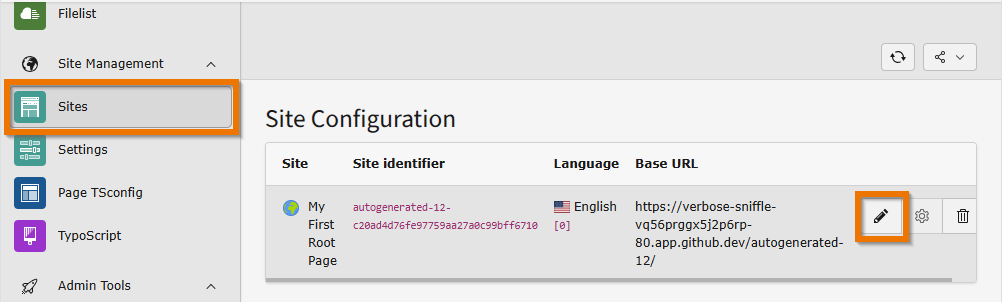 Filelist
Site Management
Sites
Settings
Page TSconfig
TypoScript
Admin Tools
Site Configuration
Site Site identifier Language Base URL
My First Root Page
autogenerated-12-
c20ad4d76fe97759aa27a0c99bff6710
English
[0]
https://verbose-sniffle-
vq56prggx5j2p6rp-
80.app.github.dev/autogenerated-
12/